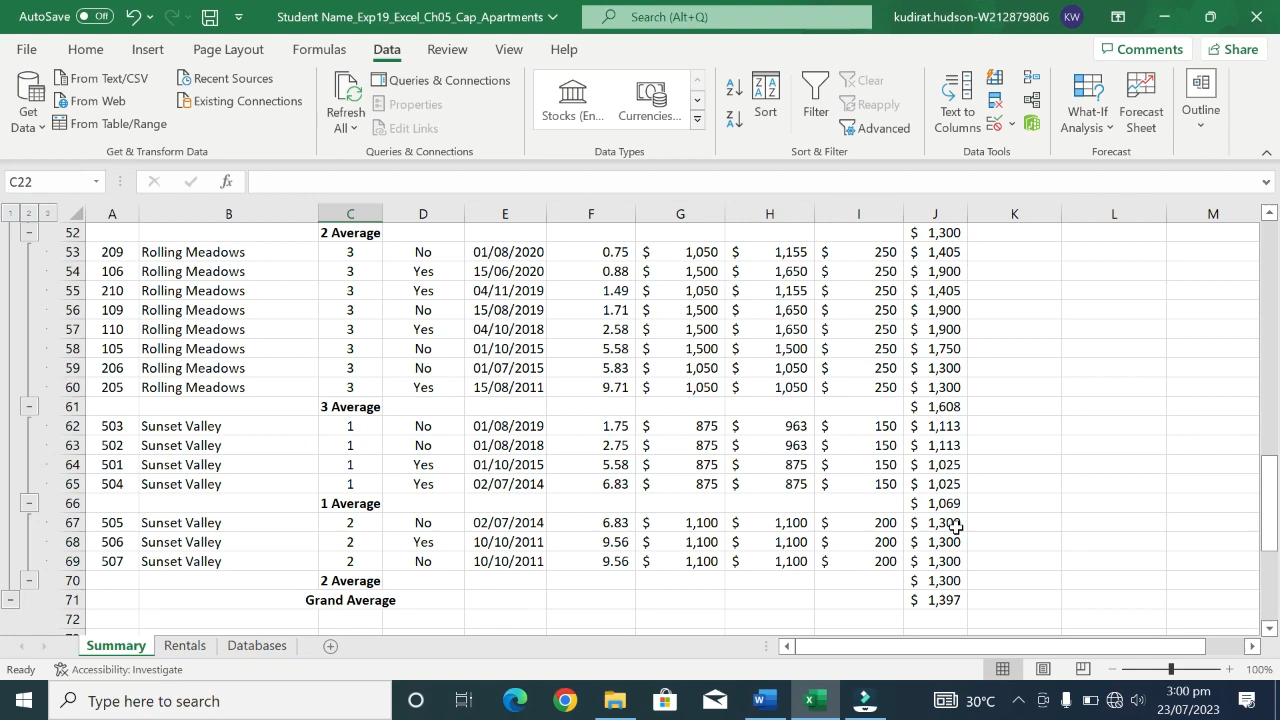 AutoSave Off Student Name_Exp19_Excel_Ch05_Cap_Apartments Search (Alt+Q) kudirat.hudson-W212879806 KW
File Home Insert Page Layout Formulas Data Review View Help Comments Share
Get Data
From Text/CSV
From Web
From Table/Range
Recent Sources
Existing Connections
Get & Transform Data
Refresh All
Queries & Connections
Properties
Edit Links
Queries & Connections
Stocks (En... Currencies...
Data Types
Sort
Filter
Clear
Reapply
Advanced
Sort & Filter
Text to Columns
Data Tools
What-If Analysis
Forecast Sheet
Forecast
Outline
C22 fx
1 2 3 A B C D E F G H I J K L M
52 2 Average $ 1,300
53 209 Rolling Meadows 3 No 01/08/2020 0.75 $ 1,050 $ 1,155 $ 250 $ 1,405
54 106 Rolling Meadows 3 Yes 15/06/2020 0.88 $ 1,500 $ 1,650 $ 250 $ 1,900
55 210 Rolling Meadows 3 Yes 04/11/2019 1.49 $ 1,050 $ 1,155 $ 250 $ 1,405
56 109 Rolling Meadows 3 No 15/08/2019 1.71 $ 1,500 $ 1,650 $ 250 $ 1,900
57 110 Rolling Meadows 3 Yes 04/10/2018 2.58 $ 1,500 $ 1,650 $ 250 $ 1,900
58 105 Rolling Meadows 3 No 01/10/2015 5.58 $ 1,500 $ 1,500 $ 250 $ 1,750
59 206 Rolling Meadows 3 No 01/07/2015 5.83 $ 1,050 $ 1,050 $ 250 $ 1,300
60 205 Rolling Meadows 3 Yes 15/08/2011 9.71 $ 1,050 $ 1,050 $ 250 $ 1,300
61 3 Average $ 1,608
62 503 Sunset Valley 1 No 01/08/2019 1.75 $ 875 $ 963 $ 150 $ 1,113
63 502 Sunset Valley 1 No 01/08/2018 2.75 $ 875 $ 963 $ 150 $ 1,113
64 501 Sunset Valley 1 Yes 01/10/2015 5.58 $ 875 $ 875 $ 150 $ 1,025
65 504 Sunset Valley 1 Yes 02/07/2014 6.83 $ 875 $ 875 $ 150 $ 1,025
66 1 Average $ 1,069
67 505 Sunset Valley 2 No 02/07/2014 6.83 $ 1,100 $ 1,100 $ 200 $ 1,300
68 506 Sunset Valley 2 Yes 10/10/2011 9.56 $ 1,100 $ 1,100 $ 200 $ 1,300
69 507 Sunset Valley 2 No 10/10/2011 9.56 $ 1,100 $ 1,100 $ 200 $ 1,300
70 2 Average $ 1,300
71 Grand Average $ 1,397
72
Summary Rentals Databases
Ready Accessibility: Investigate 100%
Type here to search 30°C 3:00 pm
23/07/2023